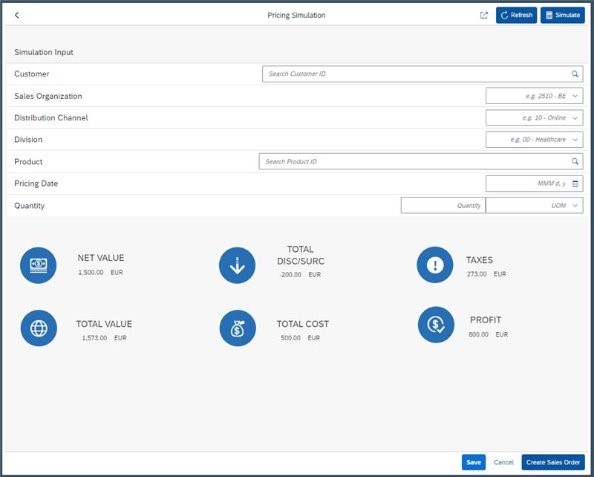 Pricing Simulation
Refresh
Simulate
Simulation Input
Customer
Search Customer ID
Sales Organization
e.g. 2510 - BE
Distribution Channel
e.g. 10 - Online
Division
e.g. 00 - Healthcare
Product
Search Product ID
Pricing Date
MMM d, y
Quantity
Quantity
UOM
NET VALUE
1,500.00 EUR
TOTAL
DISC/SURC
-200.00 EUR
TAXES
273.00 EUR
TOTAL VALUE
1,573.00 EUR
TOTAL COST
500.00 EUR
PROFIT
800.00 EUR
Save
Cancel
Create Sales Order